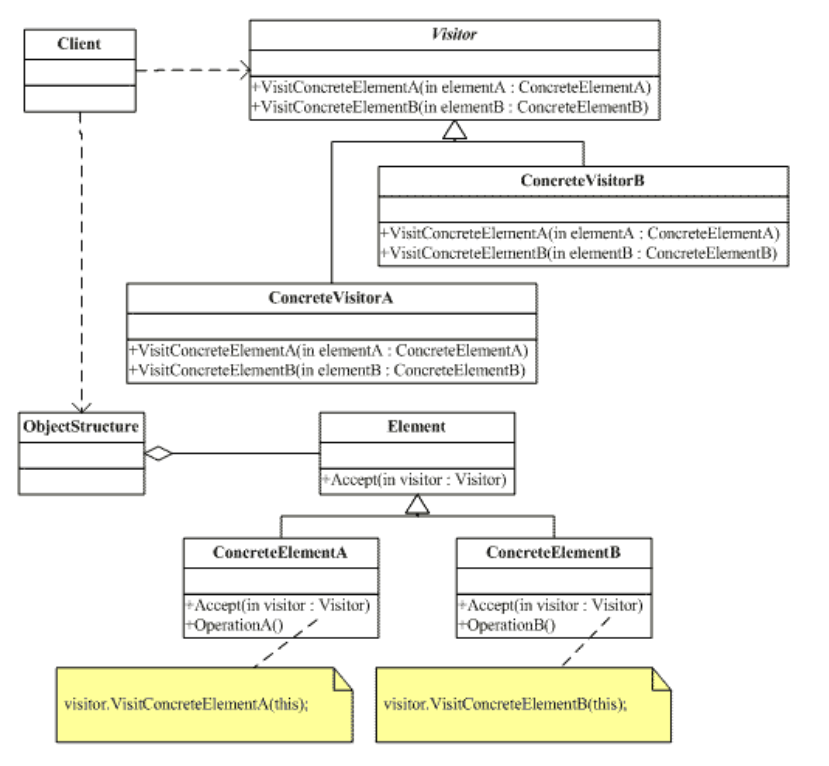 Client
Visitor
+VisitConcreteElementA(in elementA : ConcreteElementA)
+VisitConcreteElementB(in elementB : ConcreteElementB)
ConcreteVisitorB
+VisitConcreteElementA(in elementA : ConcreteElementA)
+VisitConcreteElementB(in elementB : ConcreteElementB)
ConcreteVisitorA
+VisitConcreteElementA(in elementA : ConcreteElementA)
+VisitConcreteElementB(in elementB : ConcreteElementB)
ObjectStructure
Element
+Accept(in visitor : Visitor)
ConcreteElementA
+Accept(in visitor : Visitor)
+OperationA()
ConcreteElementB
+Accept(in visitor : Visitor)
+OperationB()
visitor.VisitConcreteElementA(this);
visitor.VisitConcreteElementB(this);